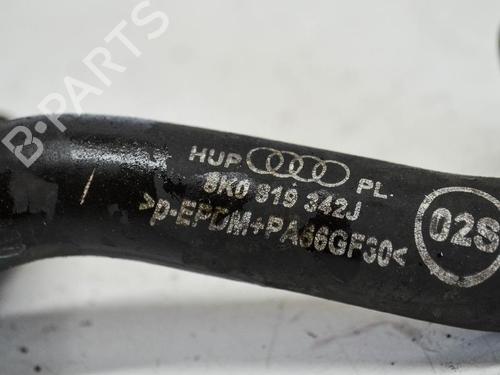 B-PARTS
HUP PL
8K0 819 342J
>p-EPDM+PA66GF30<
02S